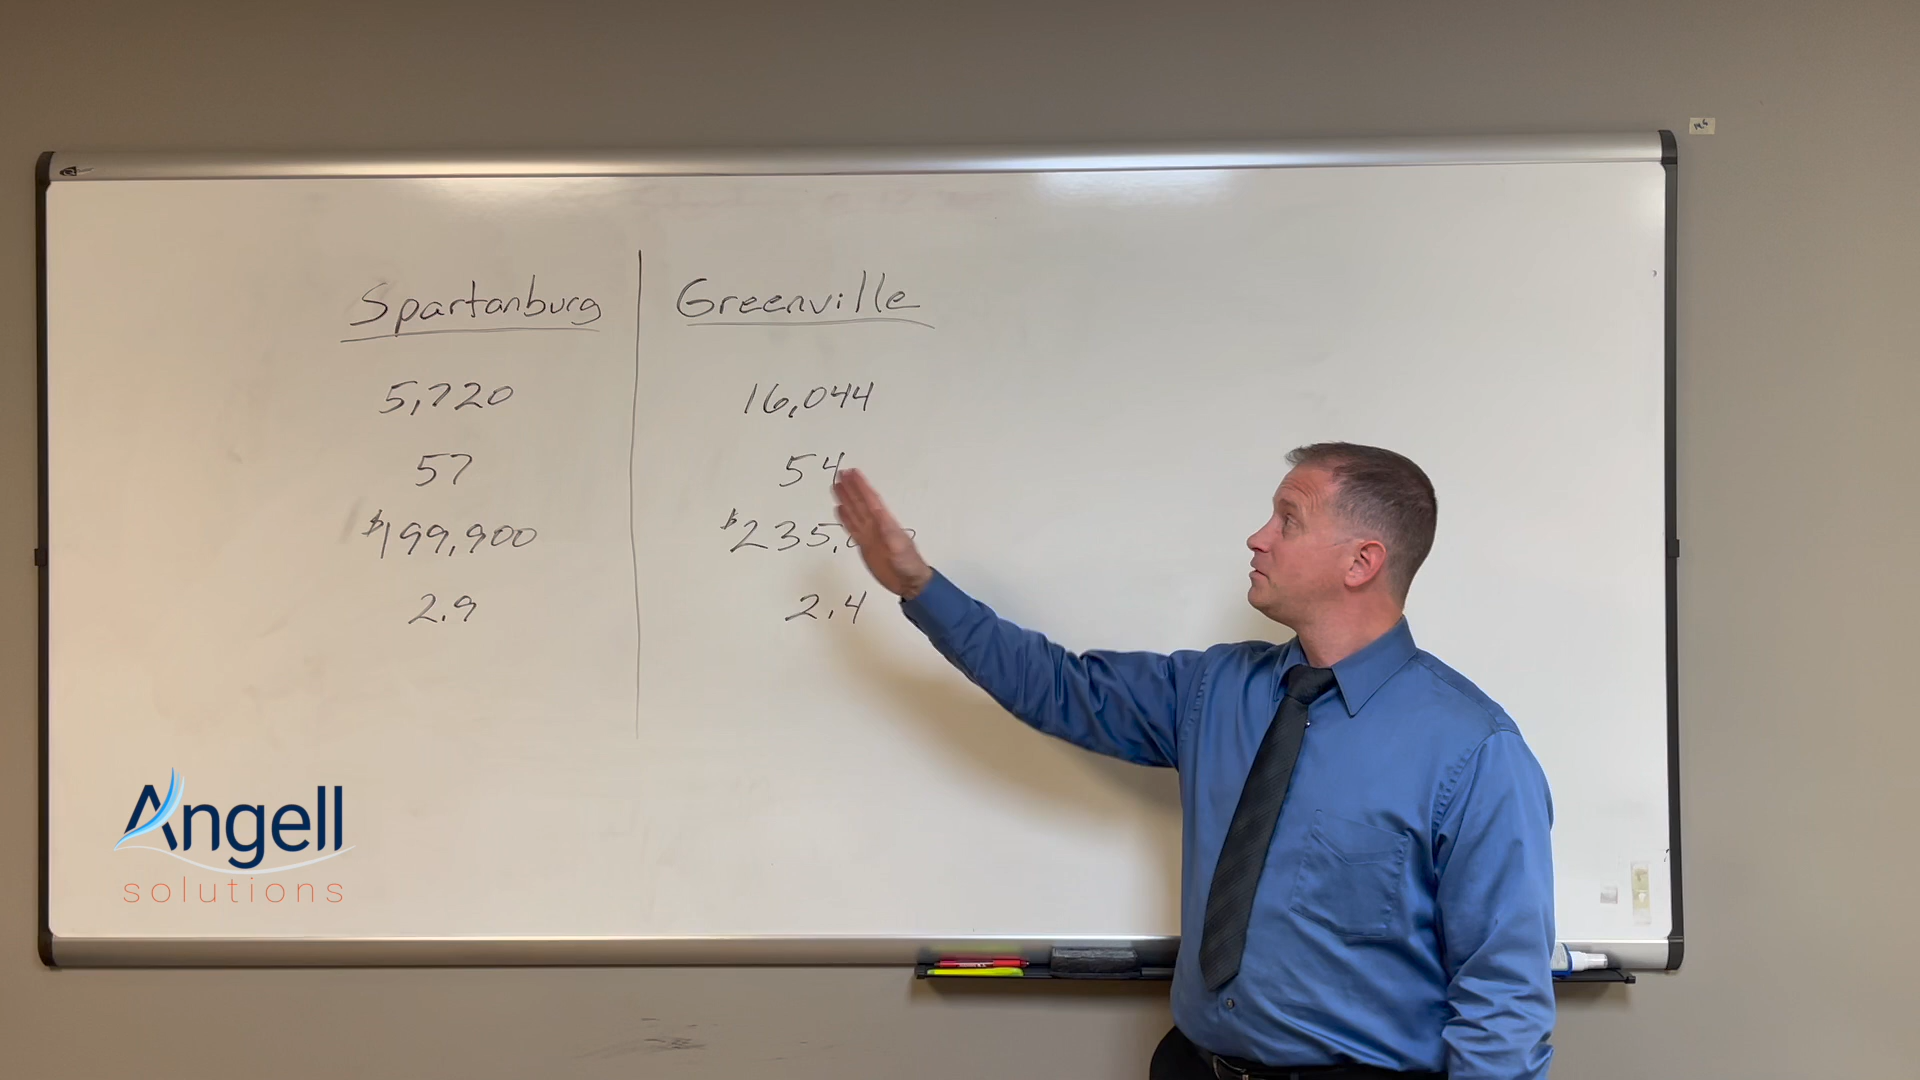 Spartanburg
5,720
57
$199,900
2.9
Greenville
16,044
54
2.4
Angell
solutions